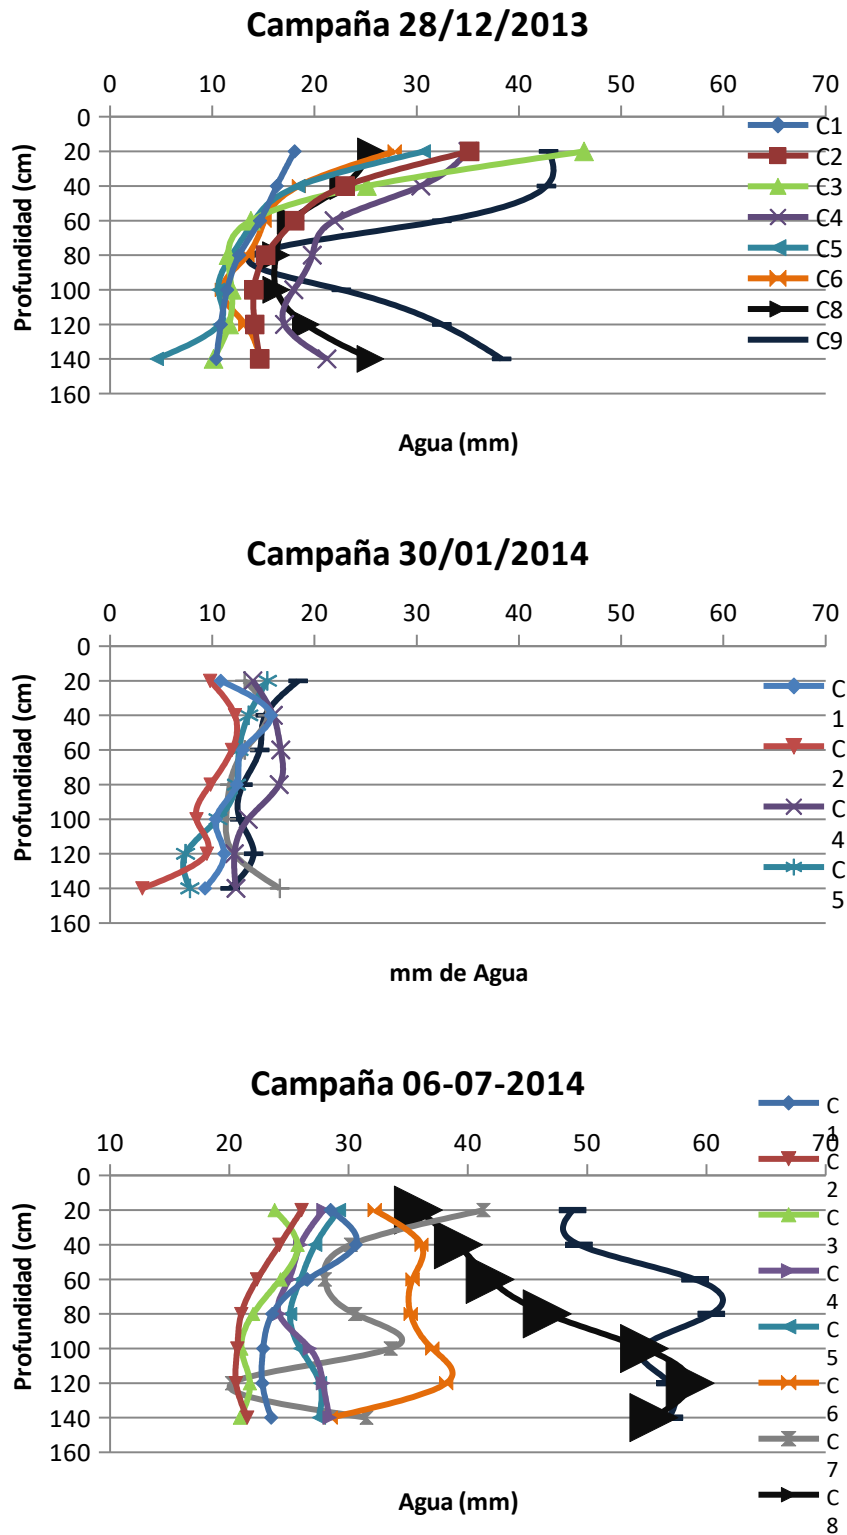 Campaña 28/12/2013
0 10 20 30 40 50 60 70
0
20
40
60
80
100
120
140
160
Profundidad (cm)
C1
C2
C3
C4
C5
C6
C8
C9
Agua (mm)
Campaña 30/01/2014
0 10 20 30 40 50 60 70
0
20
40
60
80
100
120
140
160
Profundidad (cm)
C
1
C
2
C
4
C
5
mm de Agua
Campaña 06-07-2014
10 20 30 40 50 60 70
0
20
40
60
80
100
120
140
160
Profundidad (cm)
C
1
C
2
C
3
C
4
C
5
C
6
C
7
C
8
Agua (mm)